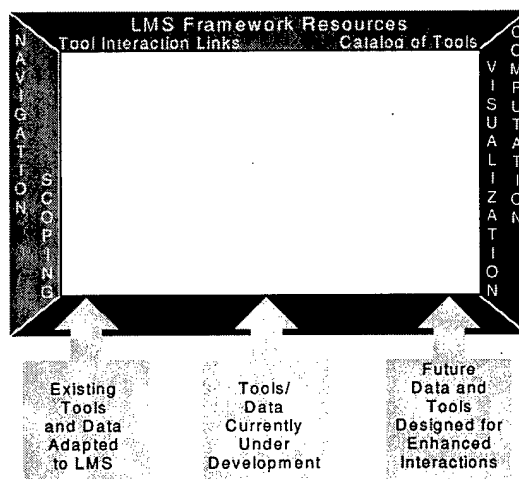 LMS Framework Resources
Tool Interaction Links
Catalog of Tools
NAVIGATION
SCOPING
VISUALIZATION
COMPUTATION
Existing
Tools
and Data
Adapted
to LMS
Tools/
Data
Currently
Under
Development
Future
Data and
Tools
Designed for
Enhanced
Interactions